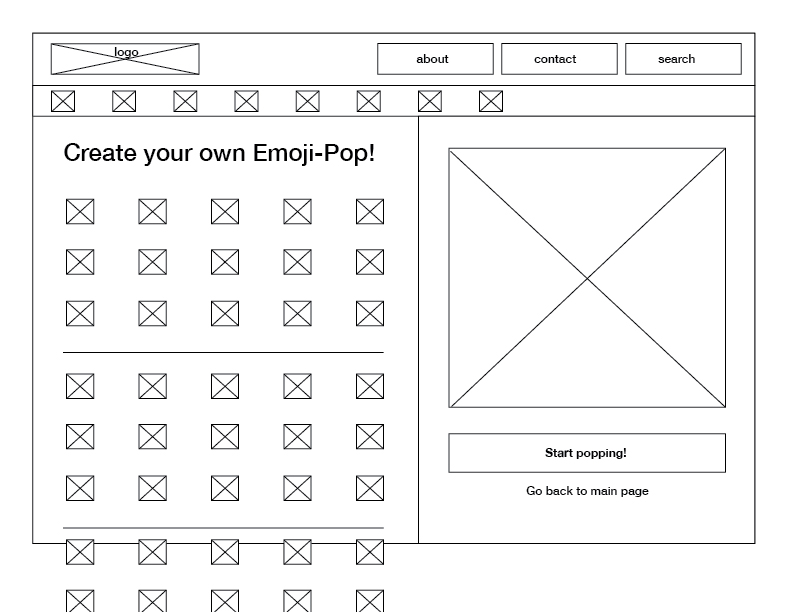 logo
about
contact
search
Create your own Emoji-Pop!
Start popping!
Go back to main page